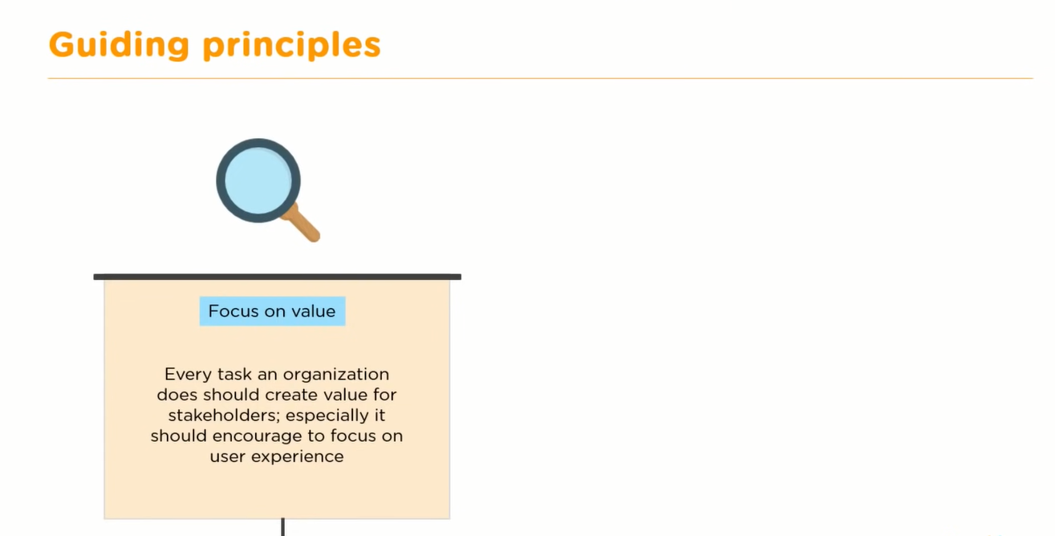 Guiding principles
Focus on value
Every task an organization
does should create value for
stakeholders; especially it
should encourage to focus on
user experience